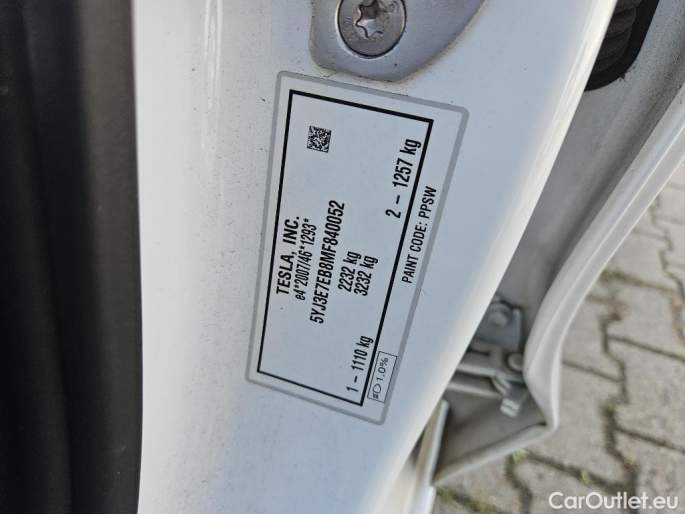 TESLA, INC.
e4*2007/46*1293*
5YJ3E7EB8MF840052
2232 kg
3232 kg
1 – 1110 kg
2 – 1257 kg
1.0%
PAINT CODE: PPSW
CarOutlet.eu